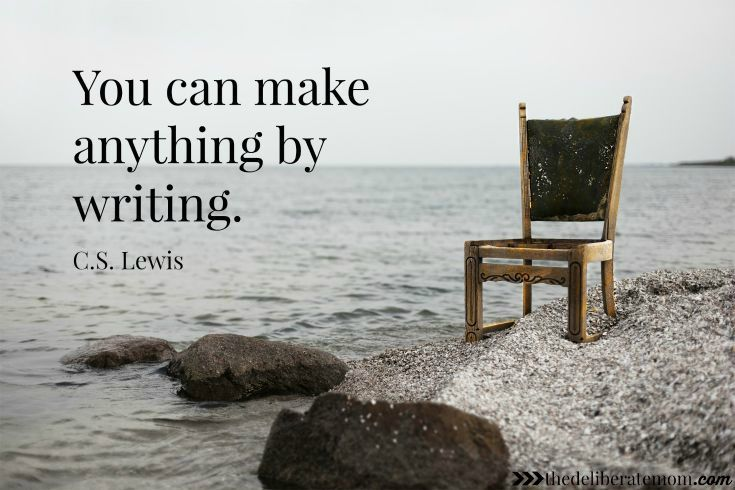 You can make
anything by
writing.
C.S. Lewis
thedeliberatemom.com